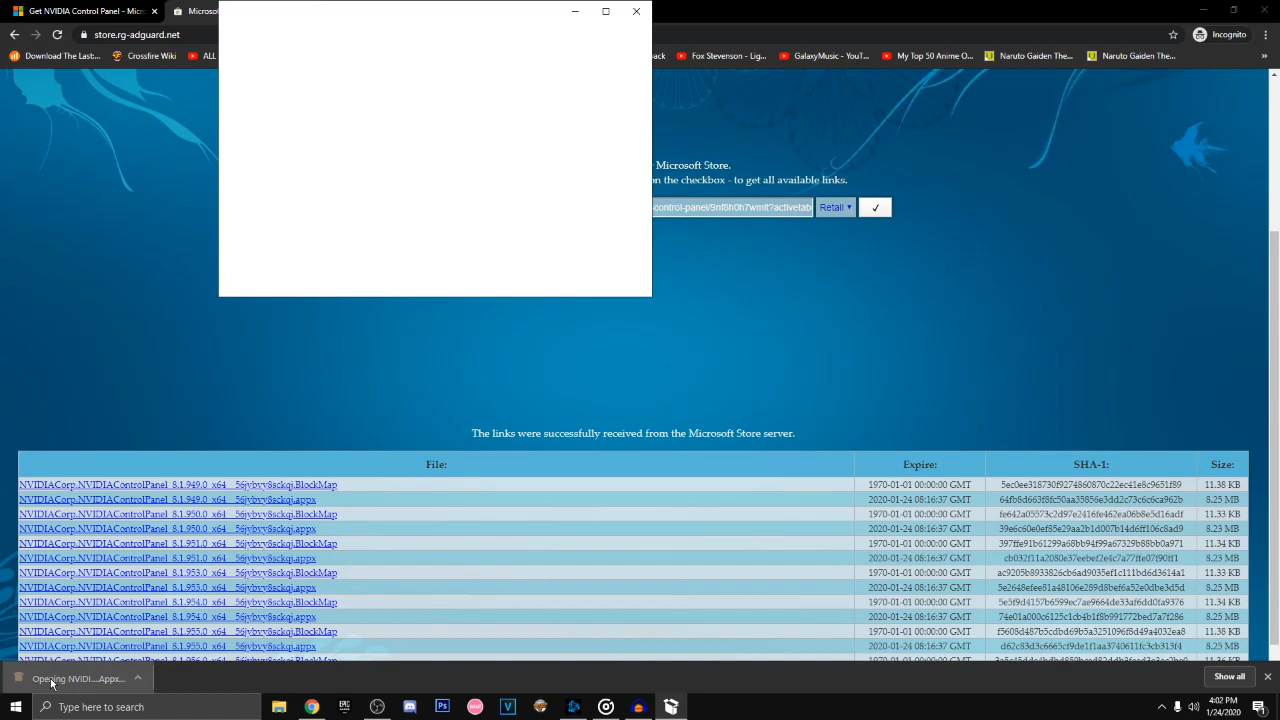 Get NVIDIA Control Panel - Mic
Microsof
store.rg-adguard.net
Incognito
Download The Last...
Crossfire Wiki
ALL
Fox Stevenson - Lig...
GalaxyMusic - YouT...
My Top 50 Anime O...
Naruto Gaiden The...
Naruto Gaiden The...
»
Microsoft Store.
on the checkbox - to get all available links.
-control-panel/9nf8h0h7wmlt?activetab
Retail
✓
The links were successfully received from the Microsoft Store server.
File: Expire: SHA-1: Size:
NVIDIACorp.NVIDIAControlPanel_8.1.949.0_x64__56jybvy8sckqj.BlockMap 1970-01-01 00:00:00 GMT 5ec0ee318730f9274860870c22ec41e8c9651f89 11.38 KB
NVIDIACorp.NVIDIAControlPanel_8.1.949.0_x64__56jybvy8sckqj.appx 2020-01-24 08:16:37 GMT 64fb8d663f8fc50aa35856e3dd2c73c6c6ca962b 8.25 MB
NVIDIACorp.NVIDIAControlPanel_8.1.950.0_x64__56jybvy8sckqj.BlockMap 1970-01-01 00:00:00 GMT fe642a05573c2d97e2416fe462ea06b8e5d16adf 11.33 KB
NVIDIACorp.NVIDIAControlPanel_8.1.950.0_x64__56jybvy8sckqj.appx 2020-01-24 08:16:37 GMT 39e6c60e0ef85e29aa2b1d007b14d6ff106c8ad9 8.23 MB
NVIDIACorp.NVIDIAControlPanel_8.1.951.0_x64__56jybvy8sckqj.BlockMap 1970-01-01 00:00:00 GMT 397ffe91b61299a68bb94f99a67329b88bb0a971 11.34 KB
NVIDIACorp.NVIDIAControlPanel_8.1.951.0_x64__56jybvy8sckqj.appx 2020-01-24 08:16:37 GMT cb032f11a2080e37eebef2e4c7a77ffe07f90ff1 8.23 MB
NVIDIACorp.NVIDIAControlPanel_8.1.953.0_x64__56jybvy8sckqj.BlockMap 1970-01-01 00:00:00 GMT ac9205b8933826cb6ad9035ef1c111bd6d3614a1 11.33 KB
NVIDIACorp.NVIDIAControlPanel_8.1.953.0_x64__56jybvy8sckqj.appx 2020-01-24 08:16:37 GMT 5e2648efee81a48106e289d8bef6a52e0dbe3d5d 8.25 MB
NVIDIACorp.NVIDIAControlPanel_8.1.954.0_x64__56jybvy8sckqj.BlockMap 1970-01-01 00:00:00 GMT 5e5f9d4157b6599ec7ae9664de33af6dd0fa9376 11.34 KB
NVIDIACorp.NVIDIAControlPanel_8.1.954.0_x64__56jybvy8sckqj.appx 2020-01-24 08:16:37 GMT 74e01a000c6125c1cb4b1f8b991772bed7a7f286 8.25 MB
NVIDIACorp.NVIDIAControlPanel_8.1.955.0_x64__56jybvy8sckqj.BlockMap 1970-01-01 00:00:00 GMT f5608d487b5cdbd69b5a3251096f8d49a4032ea8 11.38 KB
NVIDIACorp.NVIDIAControlPanel_8.1.955.0_x64__56jybvy8sckqj.appx 2020-01-24 08:16:37 GMT d62c83d3c6665cf9de1f1aa3740611fc3cb313f4 8.25 MB
Opening NVIDI....Appx...
Show all
Type here to search
EPIC
Ps
osu!
V
4:02 PM
1/24/2020